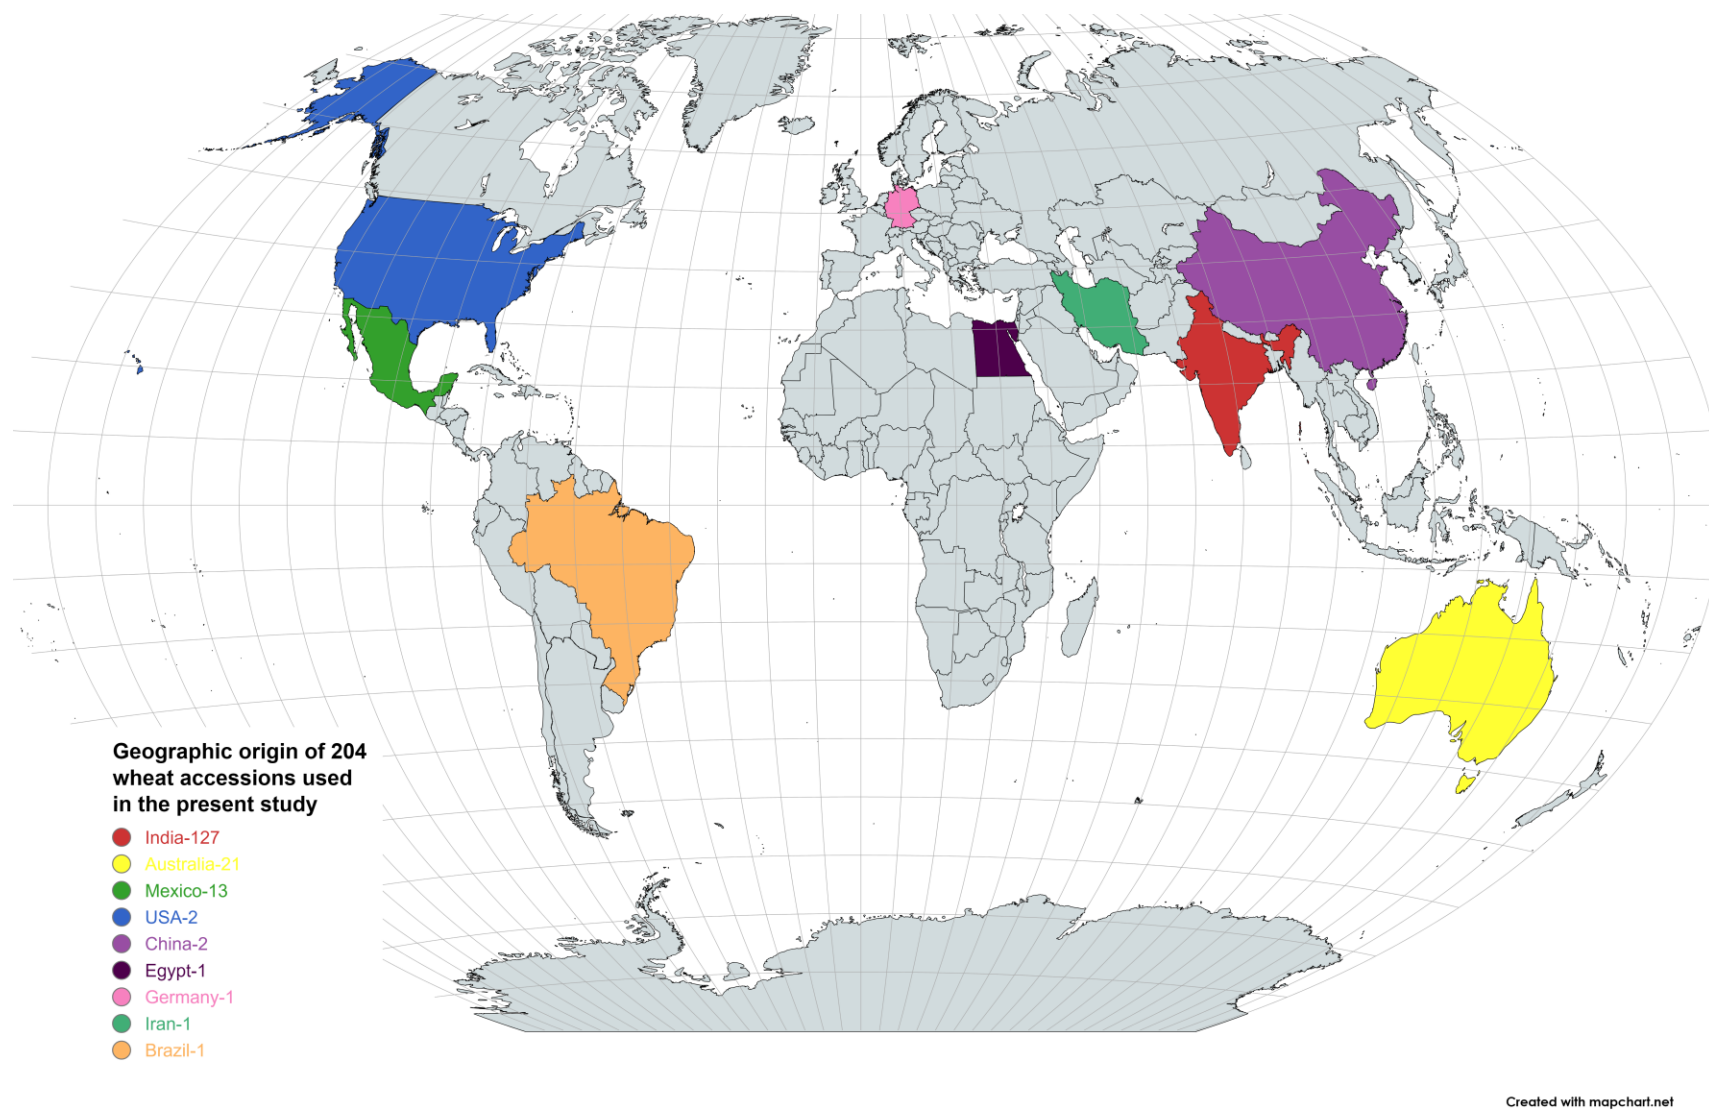 Geographic origin of 204
wheat accessions used
in the present study
India-127
Australia-21
Mexico-13
USA-2
China-2
Egypt-1
Germany-1
Iran-1
Brazil-1
Created with mapchart.net